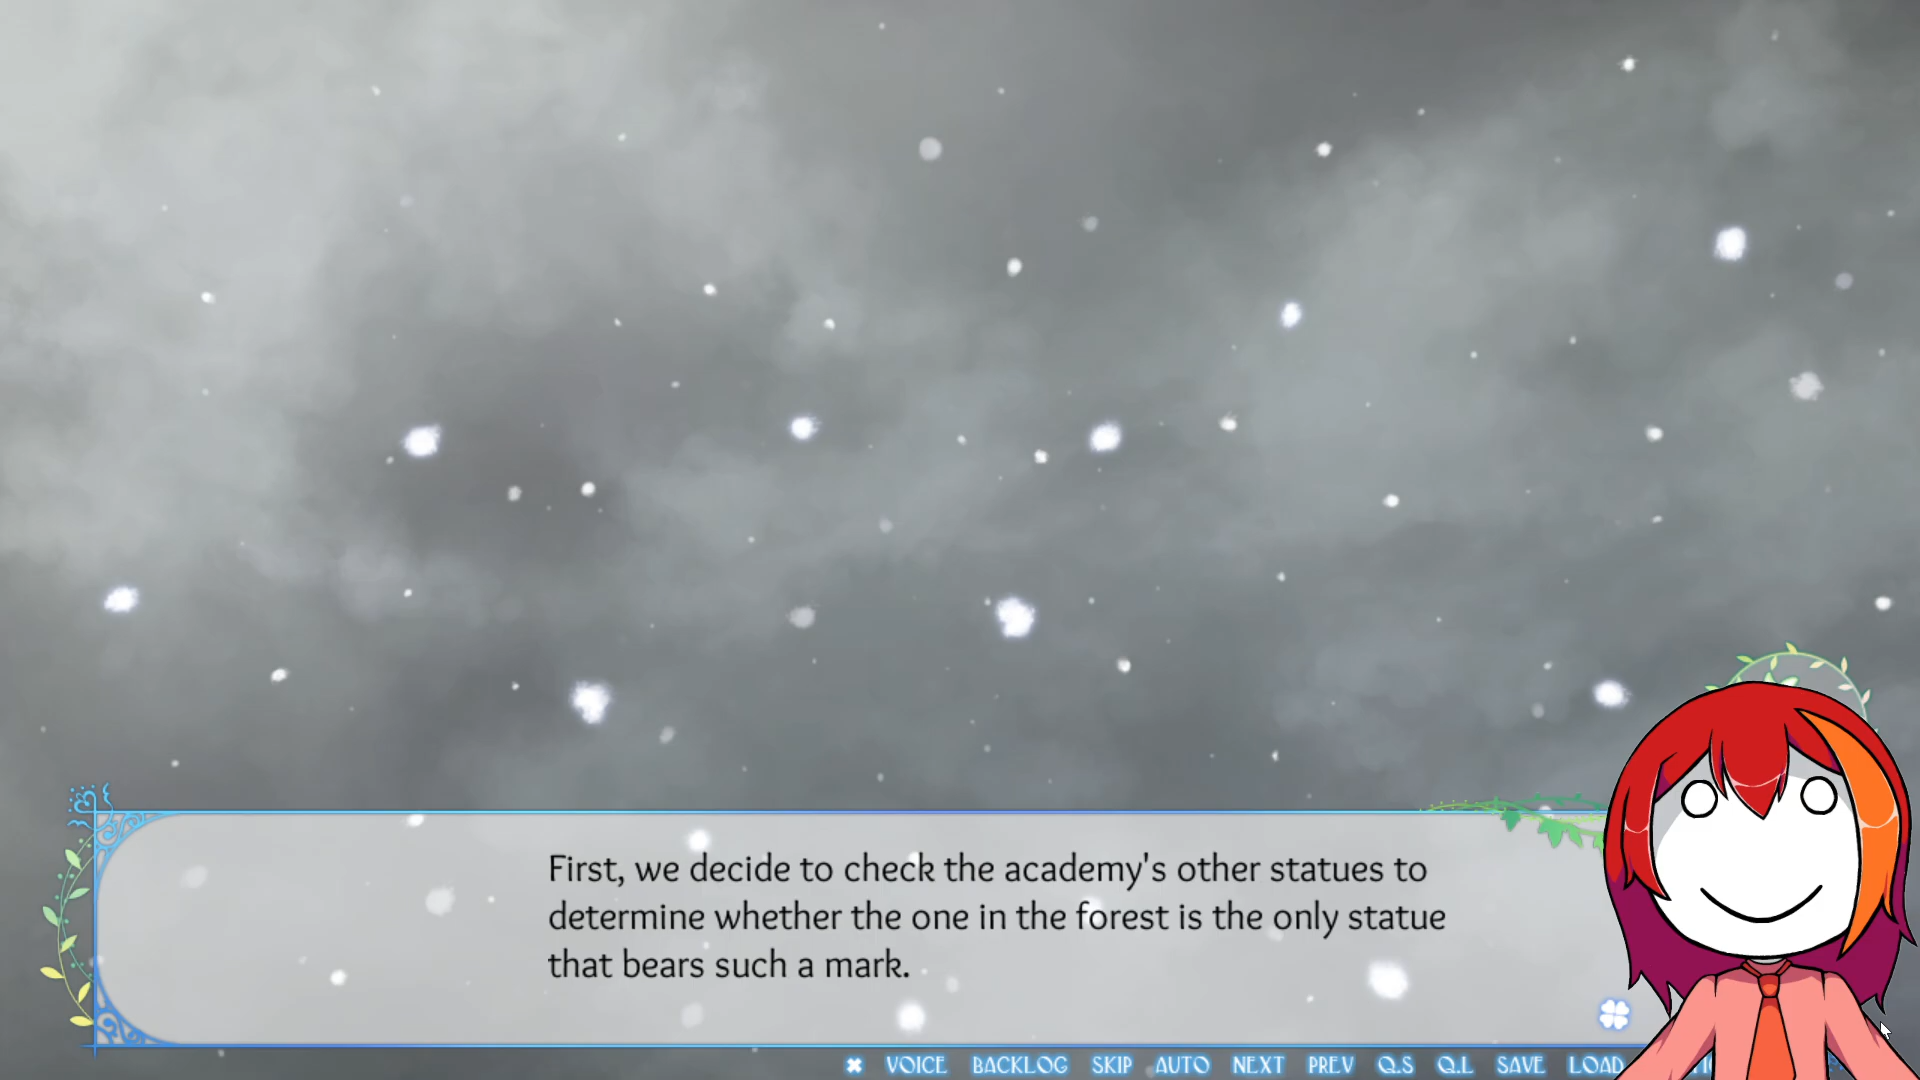 First, we decide to check the academy's other statues to
determine whether the one in the forest is the only statue
that bears such a mark.
VOICE BACKLOG SKIP AUTO NEXT PREV Q.S Q.L SAVE LOAD